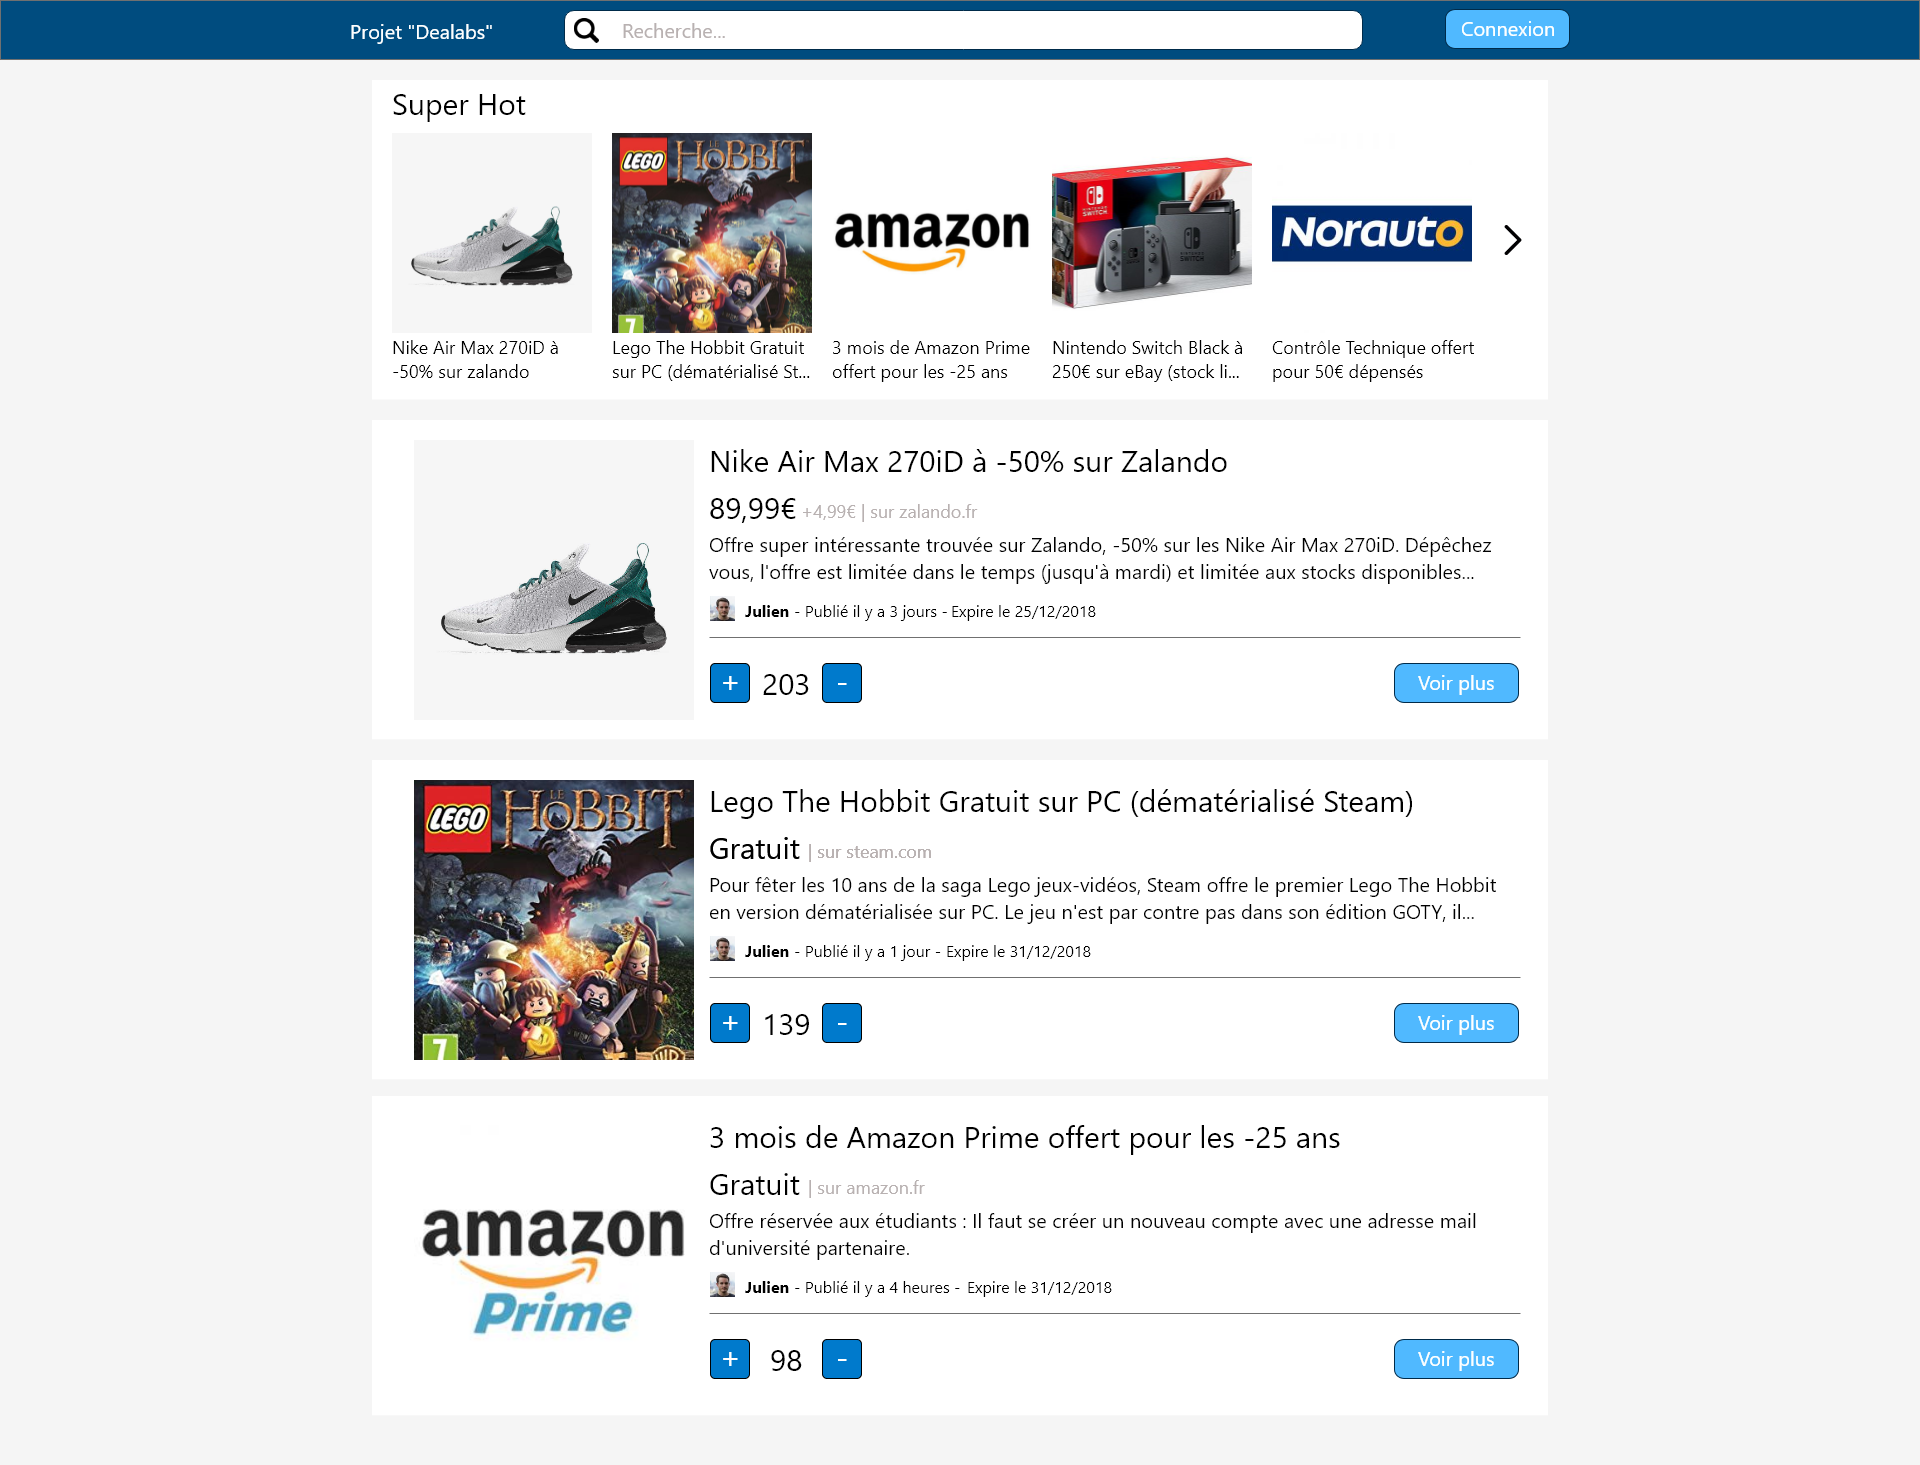 Projet "Dealabs"
Recherche...
Connexion
Super Hot
LEGO
LE
HOBBIT
7
WB
amazon
NINTENDO
SWITCH
NINTENDO
SWITCH
Norauto
Nike Air Max 270iD à
-50% sur zalando
Lego The Hobbit Gratuit
sur PC (dématérialisé St...
3 mois de Amazon Prime
offert pour les -25 ans
Nintendo Switch Black à
250€ sur eBay (stock li...
Contrôle Technique offert
pour 50€ dépensés
Nike Air Max 270iD à -50% sur Zalando
89,99€ +4,99€ | sur zalando.fr
Offre super intéressante trouvée sur Zalando, -50% sur les Nike Air Max 270iD. Dépêchez
vous, l'offre est limitée dans le temps (jusqu'à mardi) et limitée aux stocks disponibles...
Julien - Publié il y a 3 jours - Expire le 25/12/2018
+ 203 -
Voir plus
LEGO
LE
HOBBIT
7
WB
Lego The Hobbit Gratuit sur PC (dématérialisé Steam)
Gratuit | sur steam.com
Pour fêter les 10 ans de la saga Lego jeux-vidéos, Steam offre le premier Lego The Hobbit
en version dématérialisée sur PC. Le jeu n'est par contre pas dans son édition GOTY, il...
Julien - Publié il y a 1 jour - Expire le 31/12/2018
+ 139 -
Voir plus
amazon
Prime
3 mois de Amazon Prime offert pour les -25 ans
Gratuit | sur amazon.fr
Offre réservée aux étudiants : Il faut se créer un nouveau compte avec une adresse mail
d'université partenaire.
Julien - Publié il y a 4 heures - Expire le 31/12/2018
+ 98 -
Voir plus